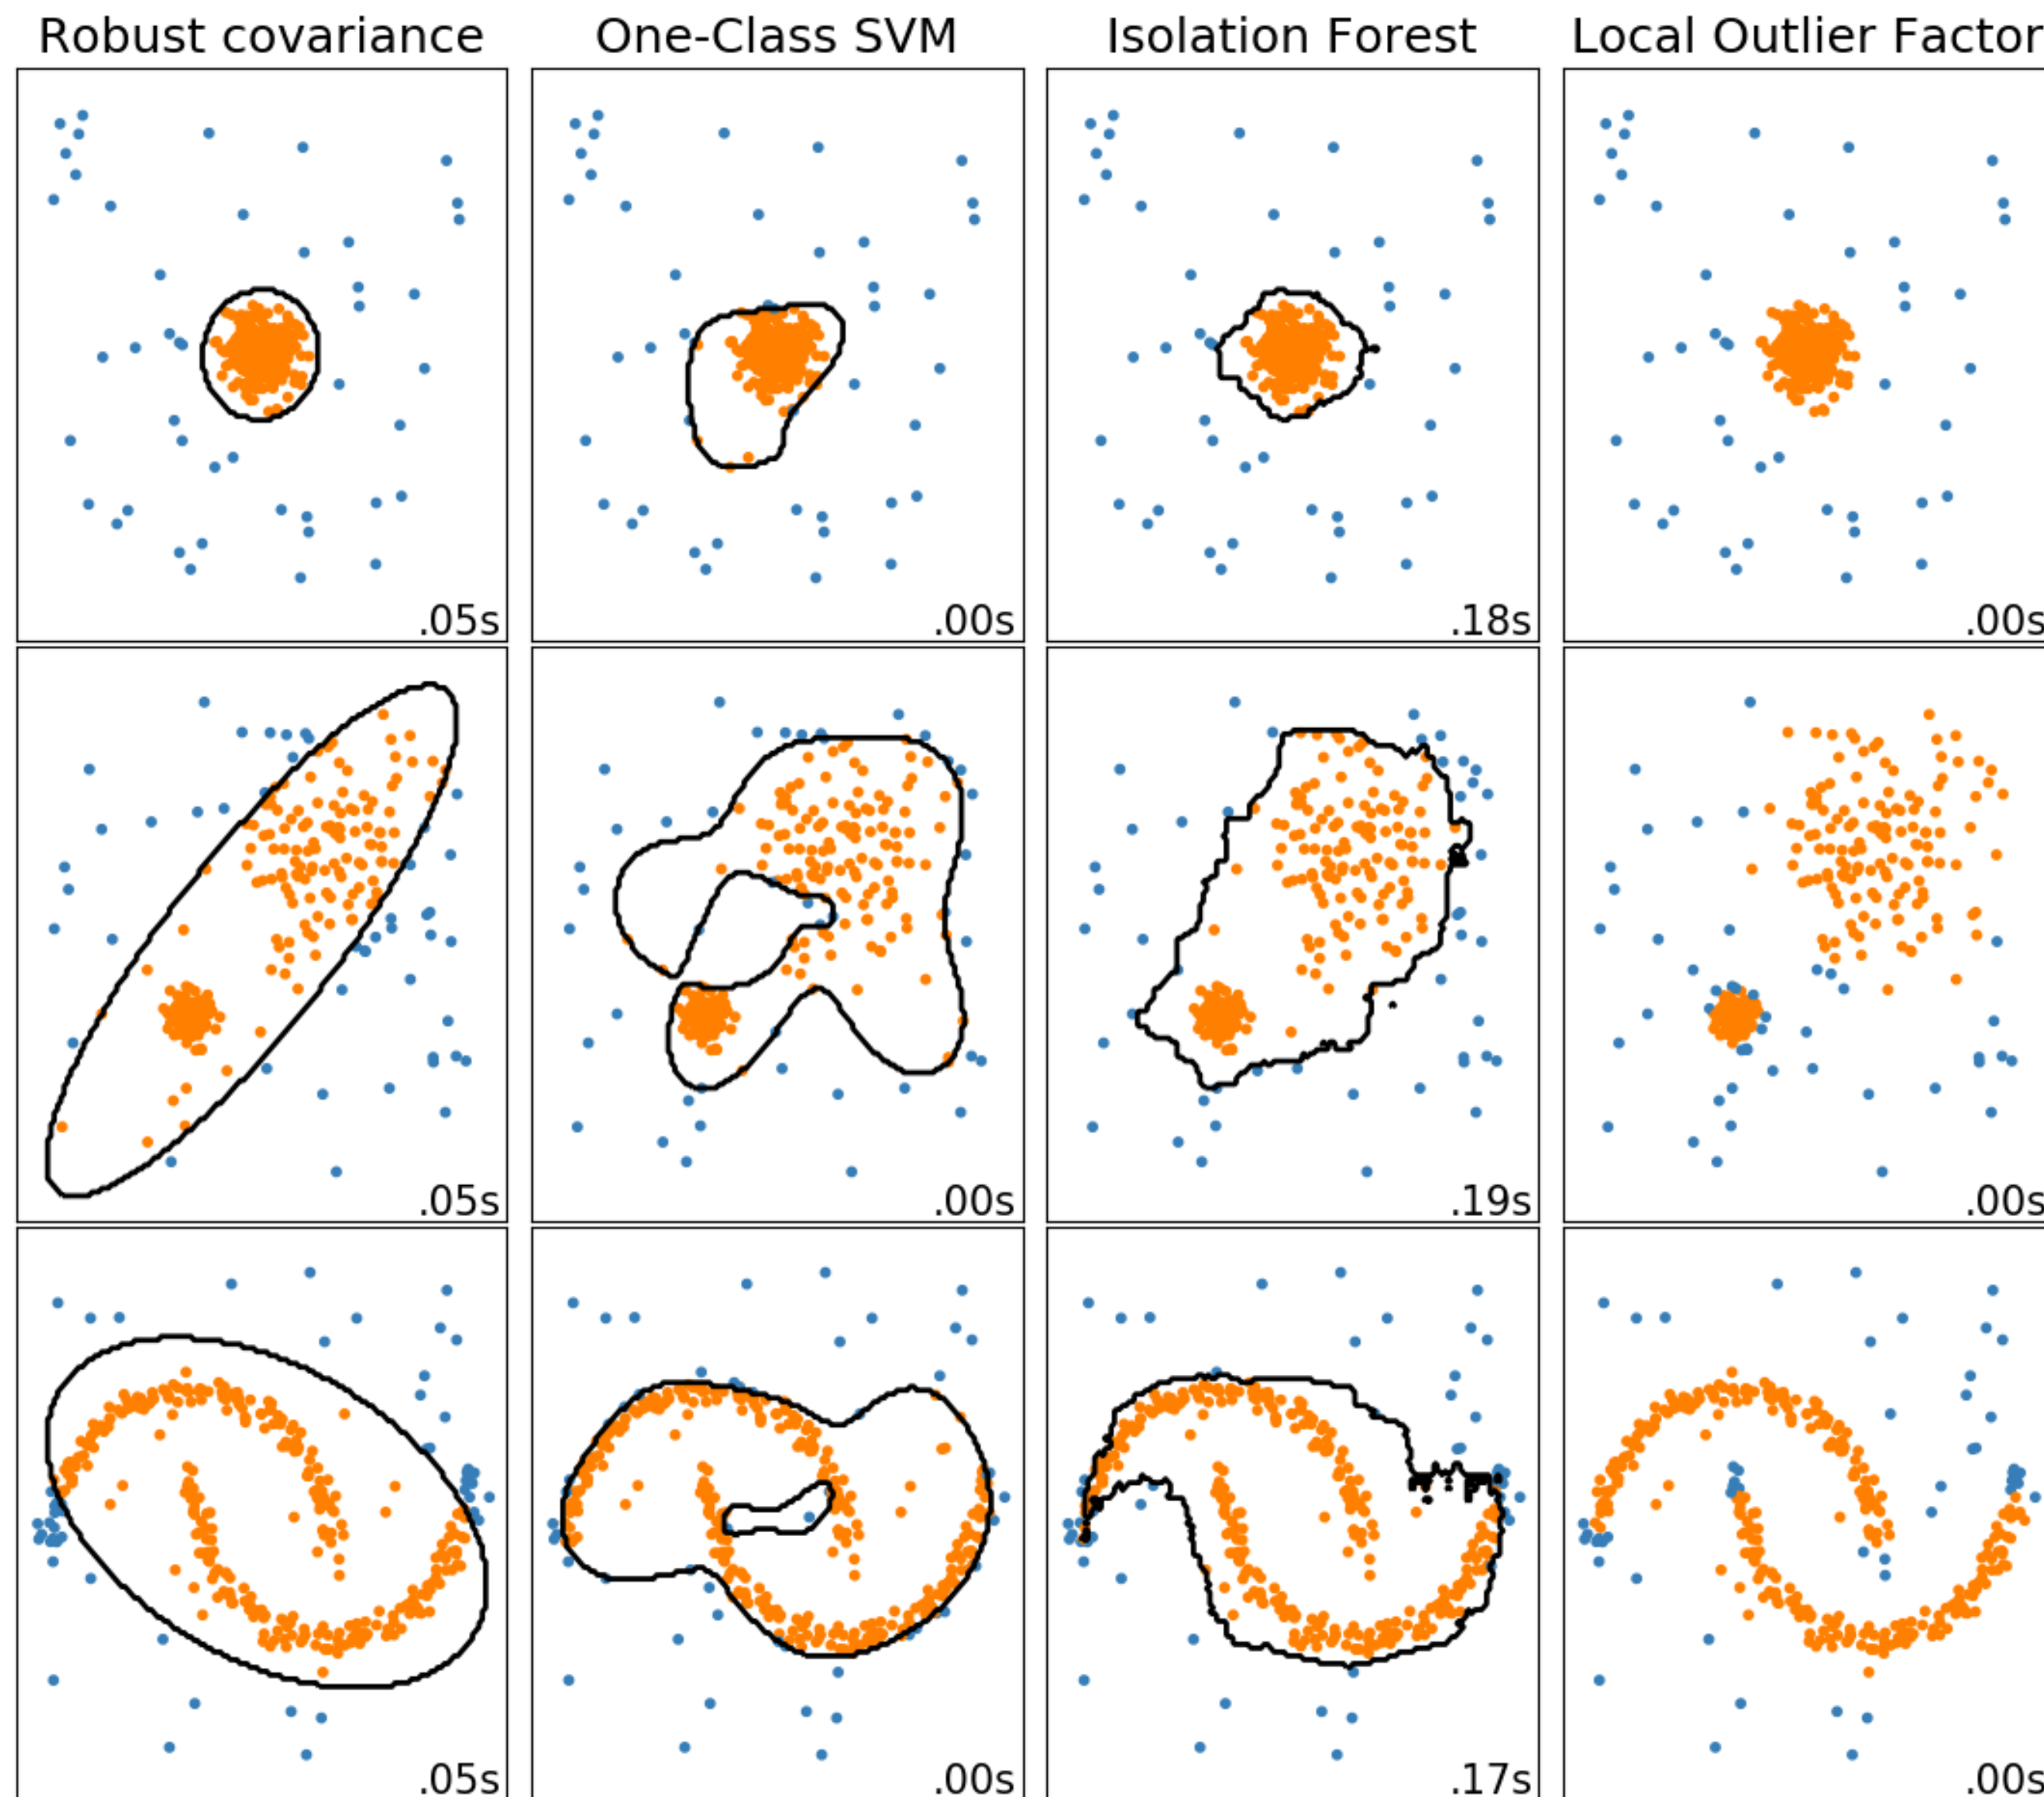 Robust covariance One-Class SVM Isolation Forest Local Outlier Factor
.05s .00s .18s .00s
.05s .00s .19s .00s
.05s .00s .17s .00s